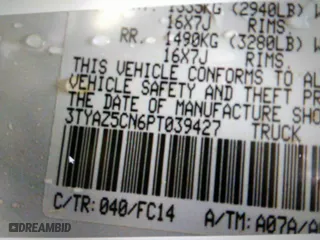 1335KG (2940LB)
16X7J RIMS
RR. 1490KG (3280LB) W
16X7J RIMS.
THIS VEHICLE CONFORMS TO AL
VEHICLE SAFETY AND THEFT PR
THE DATE OF MANUFACTURE SHO
3TYAZ5CN6PT039427 TRUCK
C/TR: 040/FC14 A/TM: A07A/A
DREAMBID